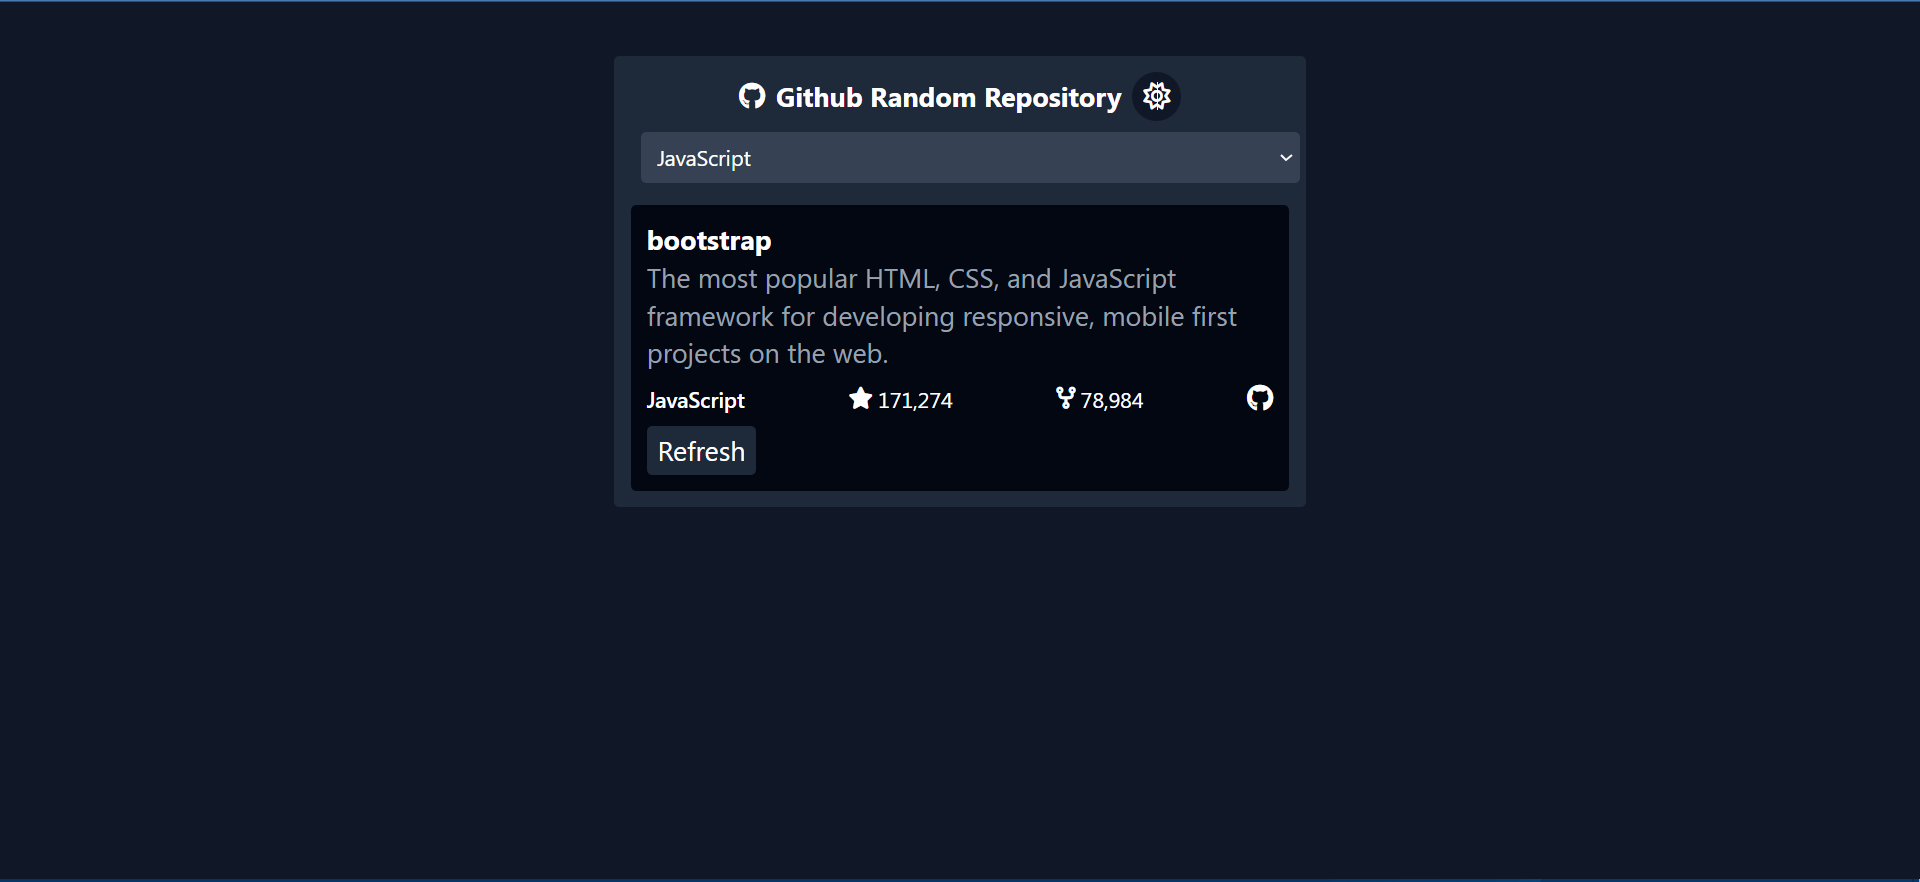 Github Random Repository
JavaScript
bootstrap
The most popular HTML, CSS, and JavaScript
framework for developing responsive, mobile first
projects on the web.
JavaScript 171,274 78,984
Refresh